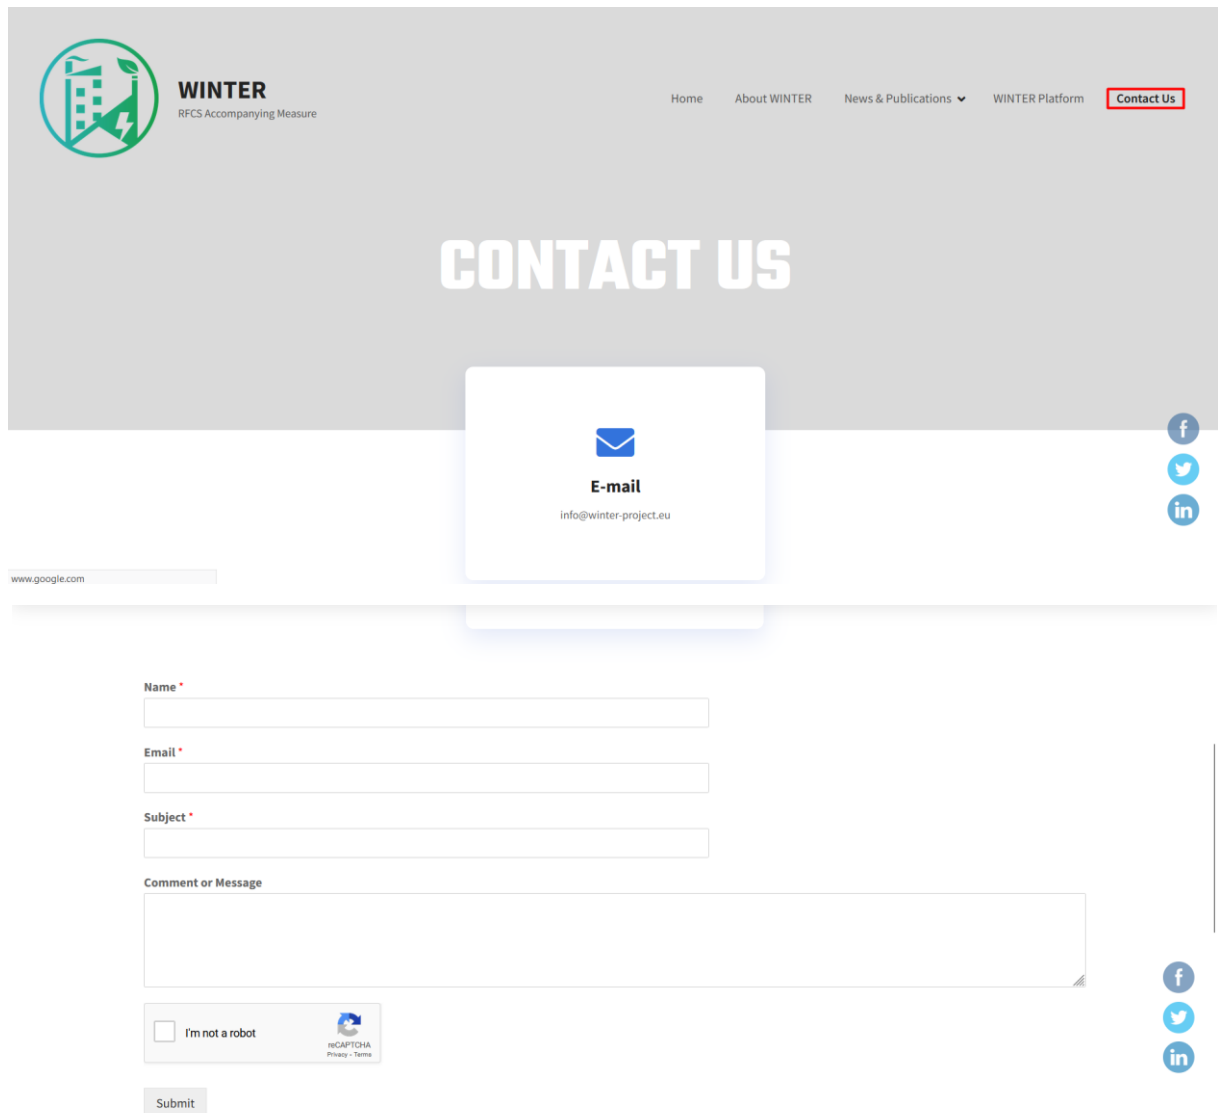 WINTER
RFCS Accompanying Measure
Home About WINTER News & Publications WINTER Platform Contact Us
CONTACT US
E-mail
info@winter-project.eu
www.google.com
Name *
Email *
Subject *
Comment or Message
I'm not a robot
reCAPTCHA
Privacy - Terms
Submit